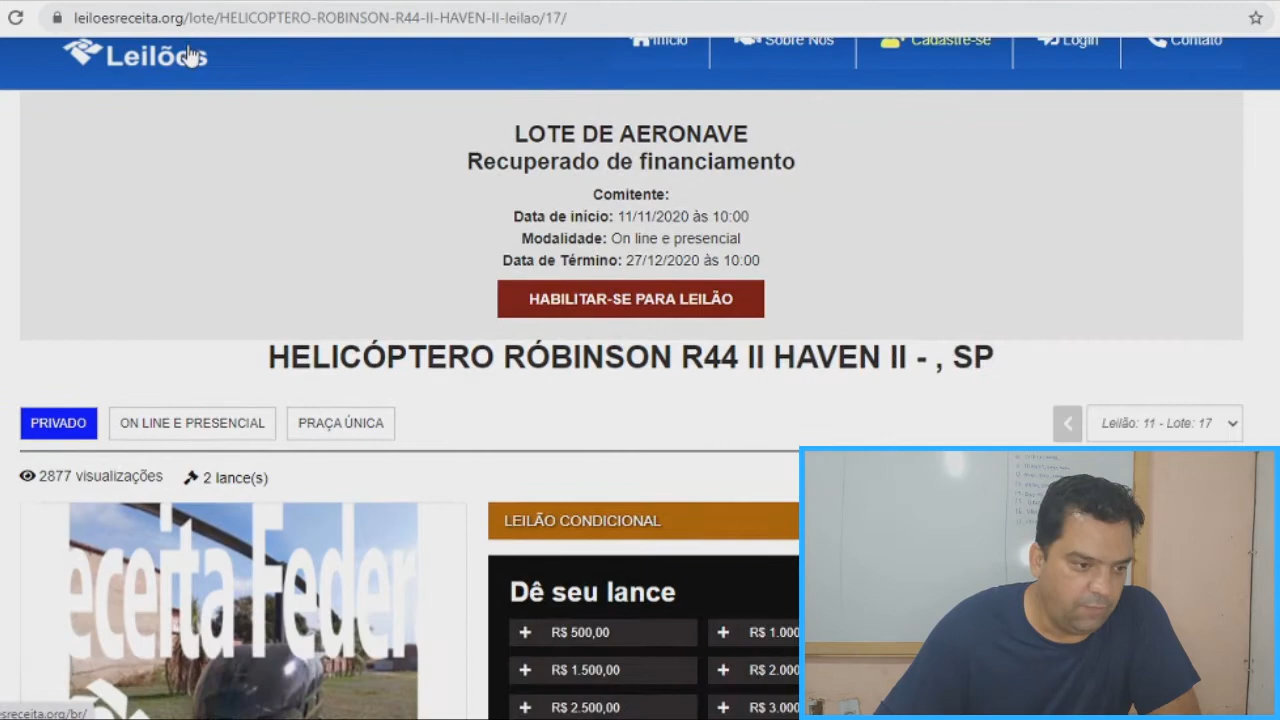 leiloesreceita.org/lote/HELICOPTERO-ROBINSON-R44-II-HAVEN-II-leilao/17/
Leilões
Início
Sobre Nós
Cadastre-se
Login
Contato
LOTE DE AERONAVE
Recuperado de financiamento
Comitente:
Data de início: 11/11/2020 às 10:00
Modalidade: On line e presencial
Data de Término: 27/12/2020 às 10:00
HABILITAR-SE PARA LEILÃO
HELICÓPTERO RÓBINSON R44 II HAVEN II - , SP
PRIVADO
ON LINE E PRESENCIAL
PRAÇA ÚNICA
Leilão: 11 - Lote: 17
2877 visualizações
2 lance(s)
eceita Feder
LEILÃO CONDICIONAL
Dê seu lance
+ R$ 500,00
+ R$ 1.000
+ R$ 1.500,00
+ R$ 2.000
+ R$ 2.500,00
+ R$ 3.000
esreceita.org/br/